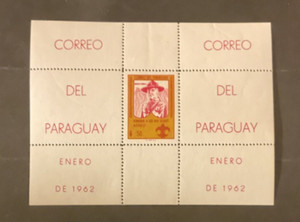 CORREO
DEL
PARAGUAY
ENERO
DE 1962
CORREO
DEL
PARAGUAY
ENERO
DE 1962